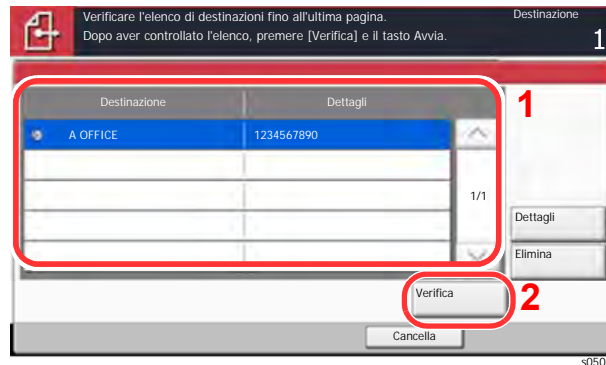 Verificare l'elenco di destinazioni fino all'ultima pagina.
Dopo aver controllato l'elenco, premere [Verifica] e il tasto Avvia.
Destinazione
1
1
Destinazione Dettagli
A OFFICE 1234567890
1/1
Dettagli
Elimina
Verifica
2
Cancella
s050